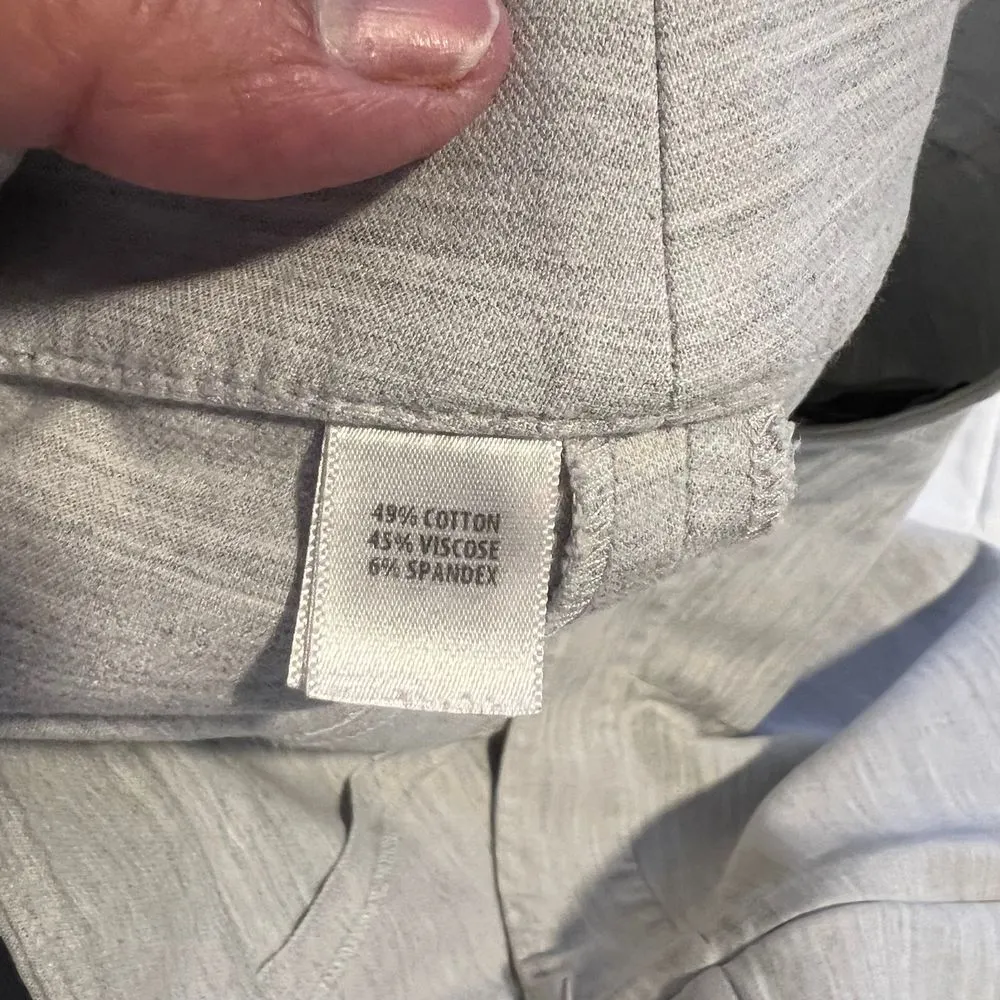 49% COTTON
45% VISCOSE
6% SPANDEX